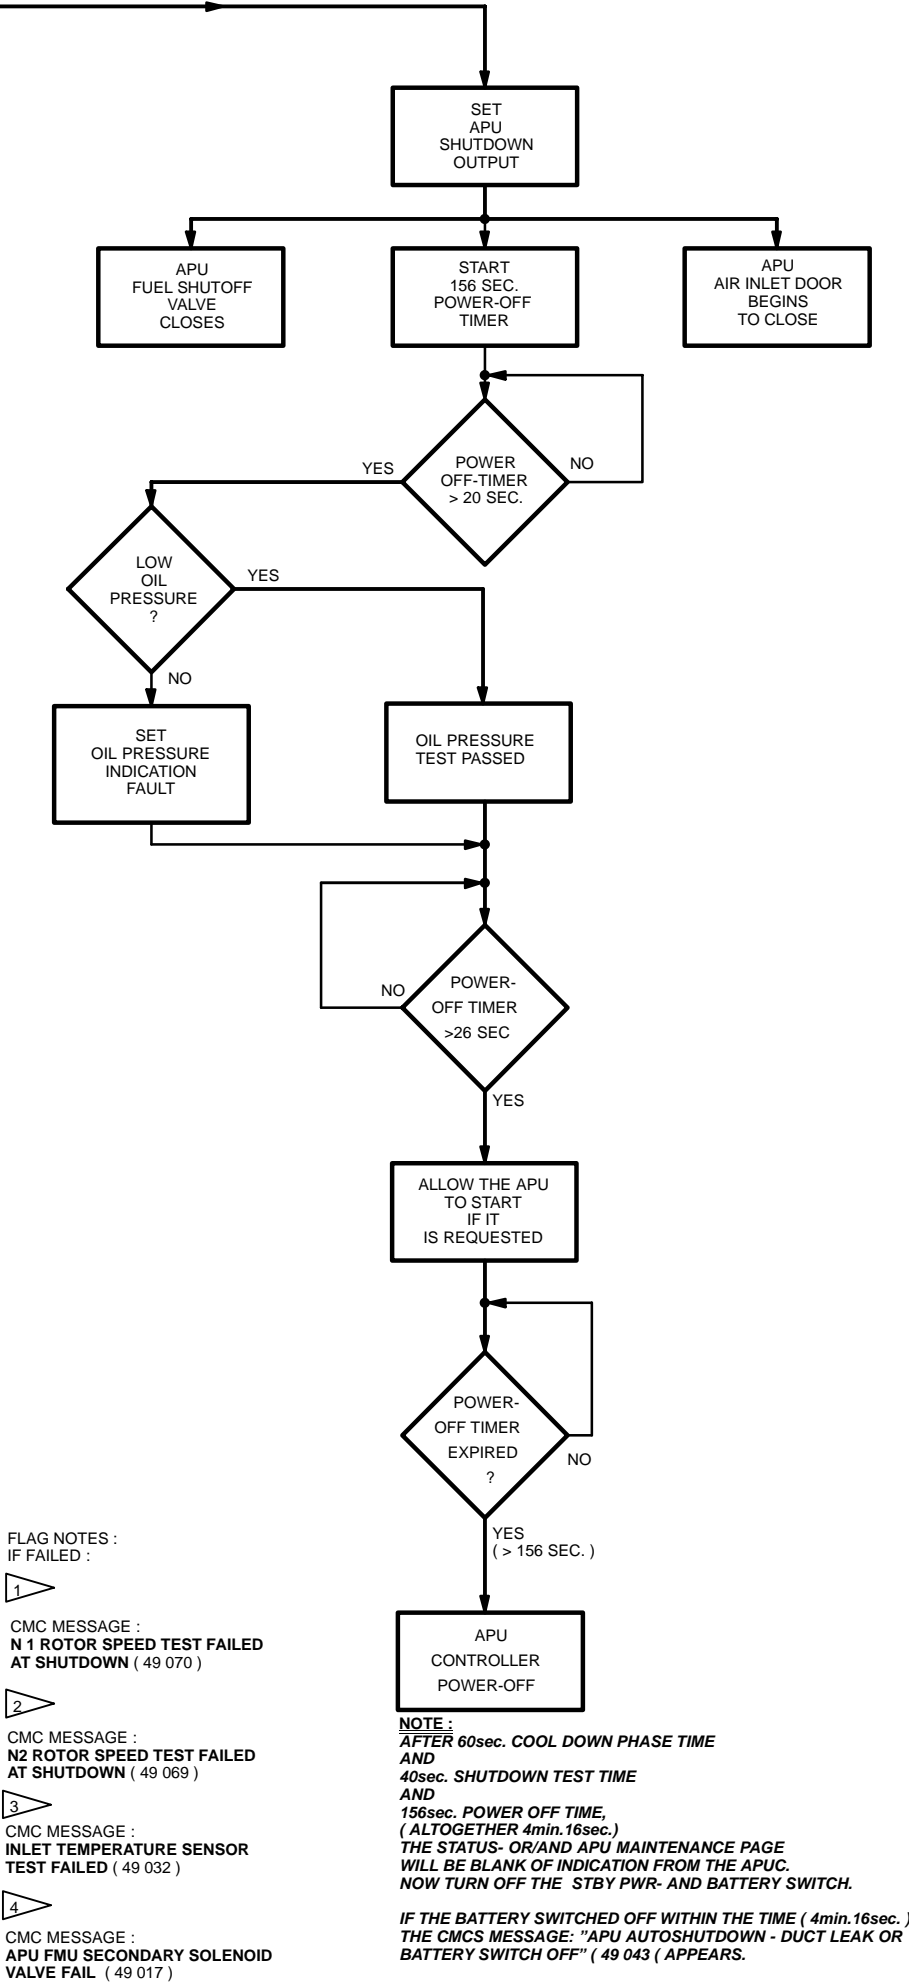 SET
APU
SHUTDOWN
OUTPUT
APU
FUEL SHUTOFF
VALVE
CLOSES
START
156 SEC.
POWER-OFF
TIMER
APU
AIR INLET DOOR
BEGINS
TO CLOSE
YES
POWER
OFF-TIMER
> 20 SEC.
NO
LOW
OIL
PRESSURE
?
YES
NO
SET
OIL PRESSURE
INDICATION
FAULT
OIL PRESSURE
TEST PASSED
NO
POWER-
OFF TIMER
>26 SEC
YES
ALLOW THE APU
TO START
IF IT
IS REQUESTED
POWER-
OFF TIMER
EXPIRED
?
NO
YES
( > 156 SEC. )
APU
CONTROLLER
POWER-OFF
FLAG NOTES :
IF FAILED :
1
CMC MESSAGE :
N 1 ROTOR SPEED TEST FAILED
AT SHUTDOWN ( 49 070 )
2
CMC MESSAGE :
N2 ROTOR SPEED TEST FAILED
AT SHUTDOWN ( 49 069 )
3
CMC MESSAGE :
INLET TEMPERATURE SENSOR
TEST FAILED ( 49 032 )
4
CMC MESSAGE :
APU FMU SECONDARY SOLENOID
VALVE FAIL ( 49 017 )
NOTE :
AFTER 60sec. COOL DOWN PHASE TIME
AND
40sec. SHUTDOWN TEST TIME
AND
156sec. POWER OFF TIME,
( ALTOGETHER 4min.16sec.)
THE STATUS- OR/AND APU MAINTENANCE PAGE
WILL BE BLANK OF INDICATION FROM THE APUC.
NOW TURN OFF THE STBY PWR- AND BATTERY SWITCH.
IF THE BATTERY SWITCHED OFF WITHIN THE TIME ( 4min.16sec. )
THE CMCS MESSAGE: ”APU AUTOSHUTDOWN - DUCT LEAK OR
BATTERY SWITCH OFF” ( 49 043 ( APPEARS.